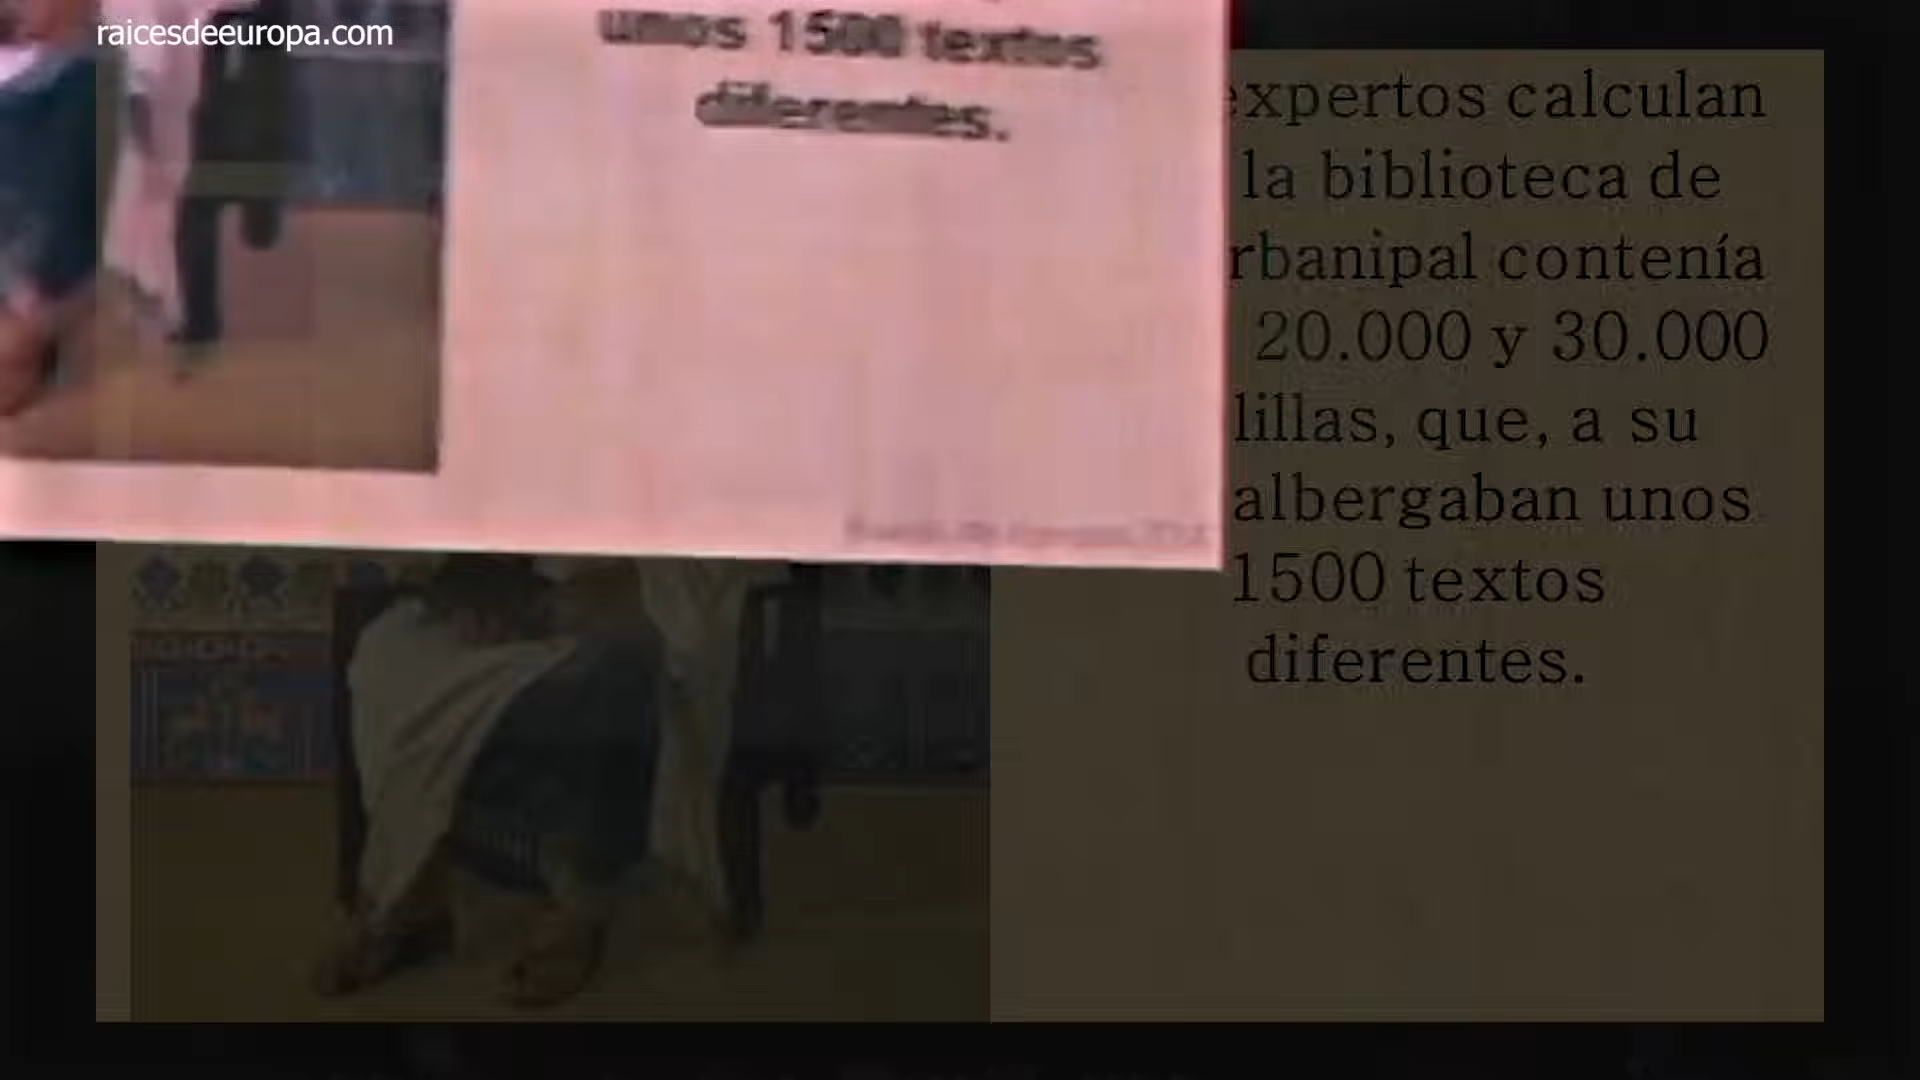 raicesdeeuropa.com
unos 1500 textos
diferentes.
expertos calculan
la biblioteca de
rbanipal contenía
20.000 y 30.000
lillas, que, a su
albergaban unos
1500 textos
diferentes.